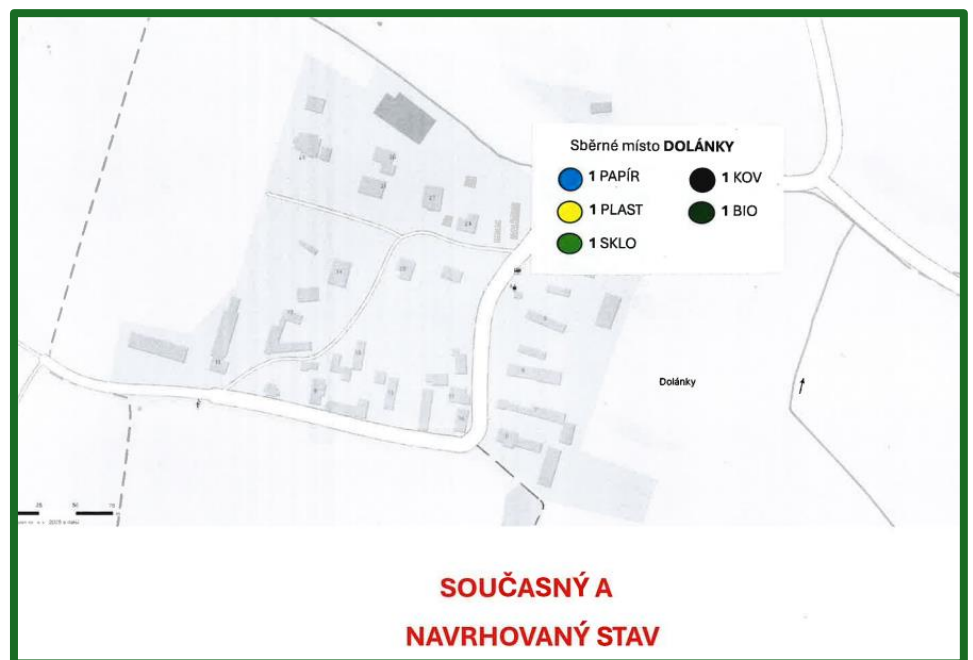 Sběrné místo DOLÁNKY
1 PAPÍR
1 KOV
1 PLAST
1 BIO
1 SKLO
Dolánky
SOUČASNÝ A
NAVRHOVANÝ STAV